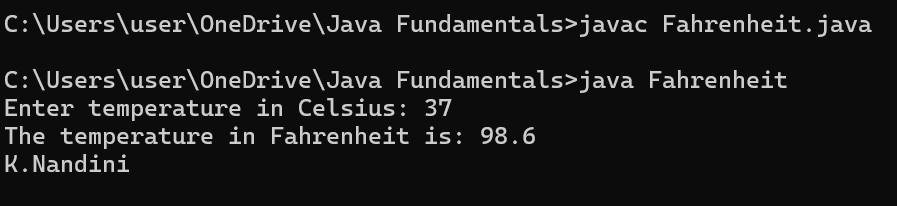 C:\Users\user\OneDrive\Java Fundamentals>javac Fahrenheit.java
C:\Users\user\OneDrive\Java Fundamentals>java Fahrenheit
Enter temperature in Celsius: 37
The temperature in Fahrenheit is: 98.6
K.Nandini